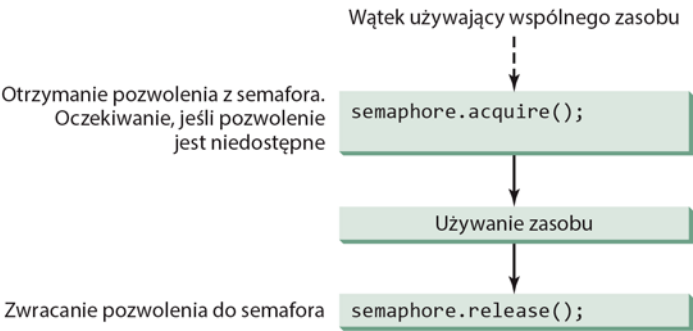 Wątek używający wspólnego zasobu
Otrzymanie pozwolenia z semafora.
Oczekiwanie, jeśli pozwolenie
jest niedostępne
semaphore.acquire();
Używanie zasobu
Zwracanie pozwolenia do semafora
semaphore.release();